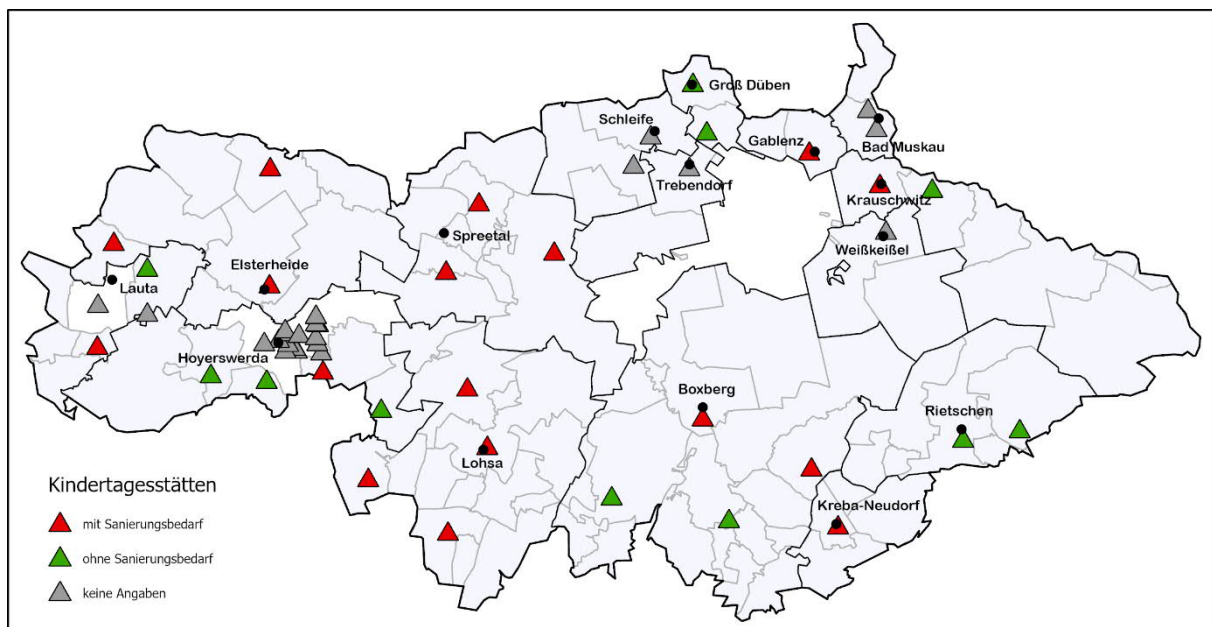 Groß Düben
Schleife
Gablenz
Bad Muskau
Trebendorf
Krauschwitz
Weißkeißel
Spreetal
Elsterheide
Lauta
Hoyerswerda
Boxberg
Rietschen
Lohsa
Kreba-Neudorf
Kindertagesstätten
mit Sanierungsbedarf
ohne Sanierungsbedarf
keine Angaben